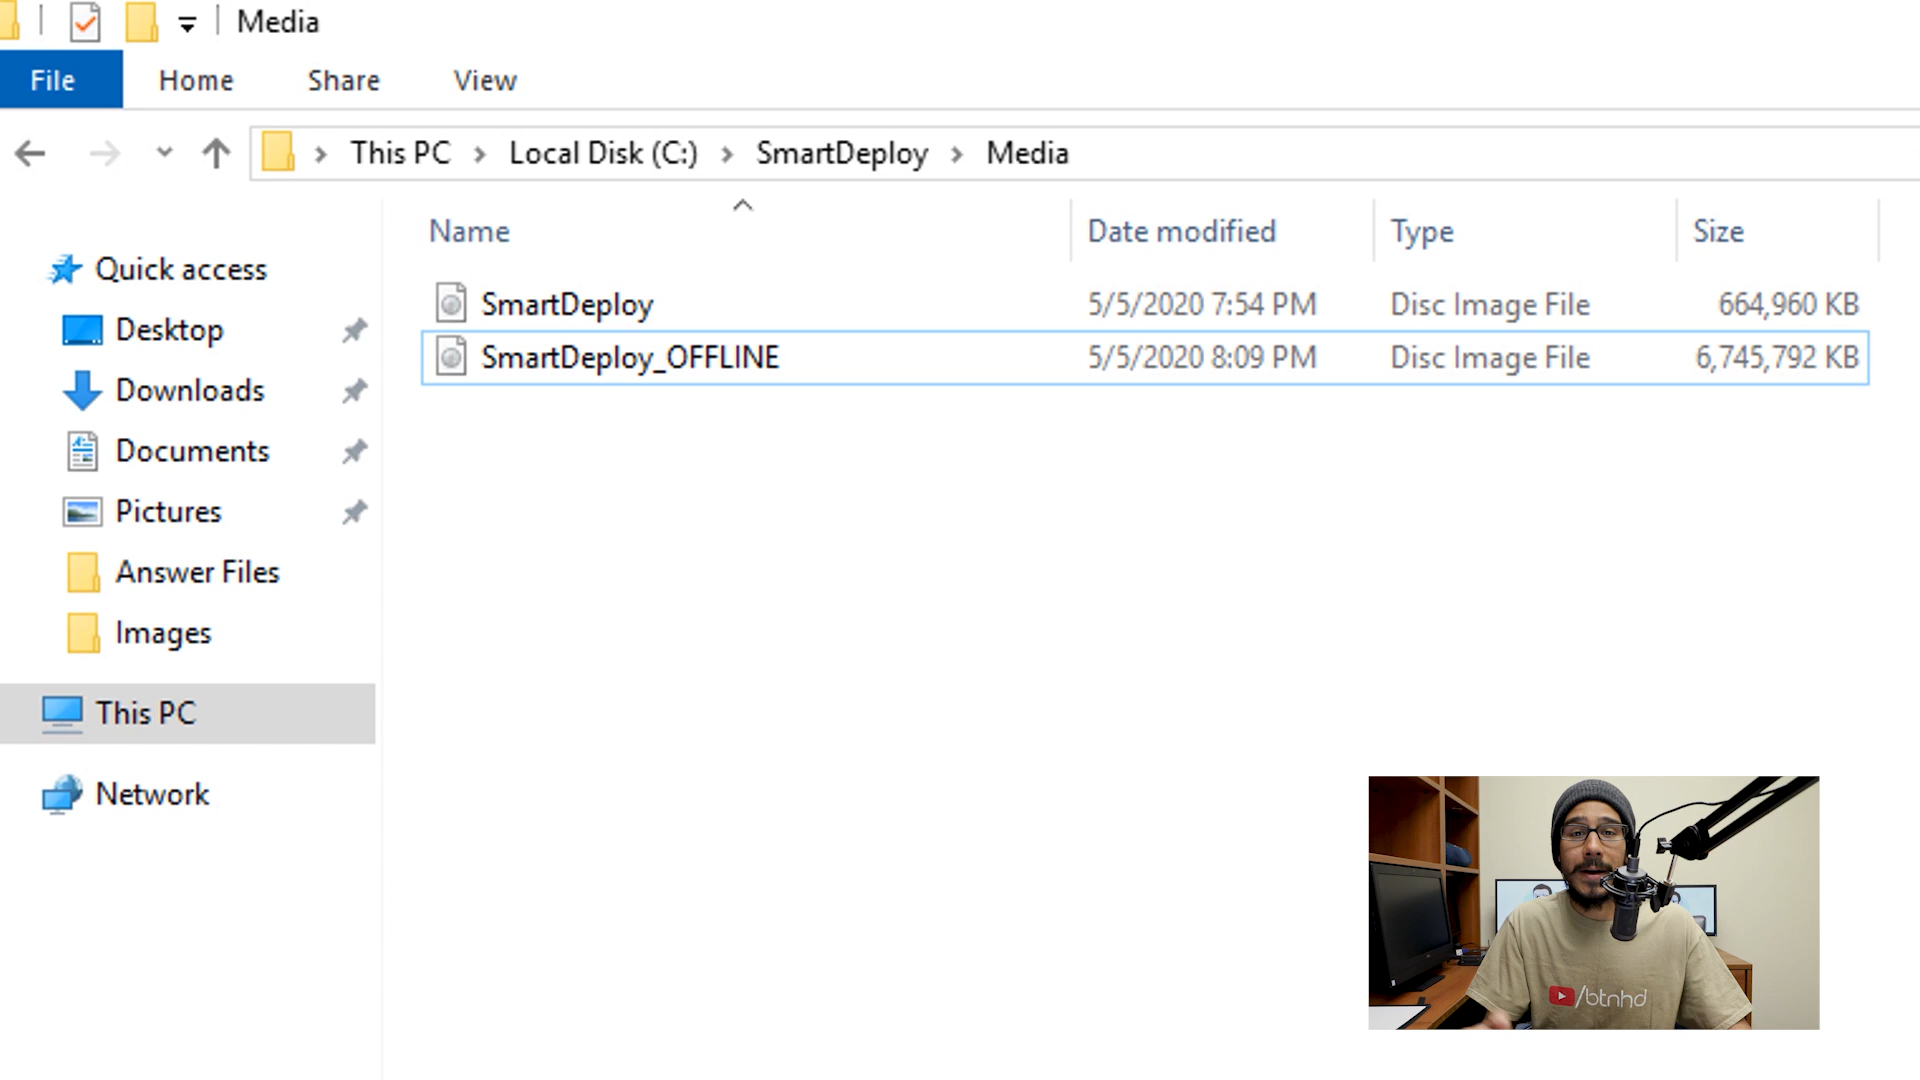 Media
File Home Share View
This PC Local Disk (C:) SmartDeploy Media
Name Date modified Type Size
Quick access
Desktop
Downloads
Documents
Pictures
Answer Files
Images
This PC
Network
SmartDeploy 5/5/2020 7:54 PM Disc Image File 664,960 KB
SmartDeploy_OFFLINE 5/5/2020 8:09 PM Disc Image File 6,745,792 KB
/btnhd